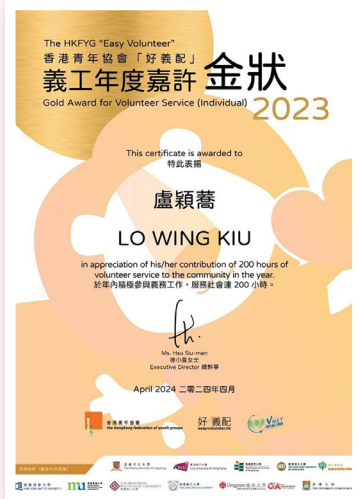 The HKFYG "Easy Volunteer"
香港青年協會「好義配」
義工年度嘉許 金狀
Gold Award for Volunteer Service (Individual) 2023
This certificate is awarded to
特此表揚
盧穎蕎
LO WING KIU
in appreciation of his/her contribution of 200 hours of
volunteer service to the community in the year.
於年內積極參與義務工作，服務社會達 200 小時。
Ms. Hsu Siu-man
徐小曼女士
Executive Director 總幹事
April 2024 二零二四年四月
香港青年協會
the hongkong federation of youth groups
好義配
easyvolunteer.hk
VNET
Lingnan